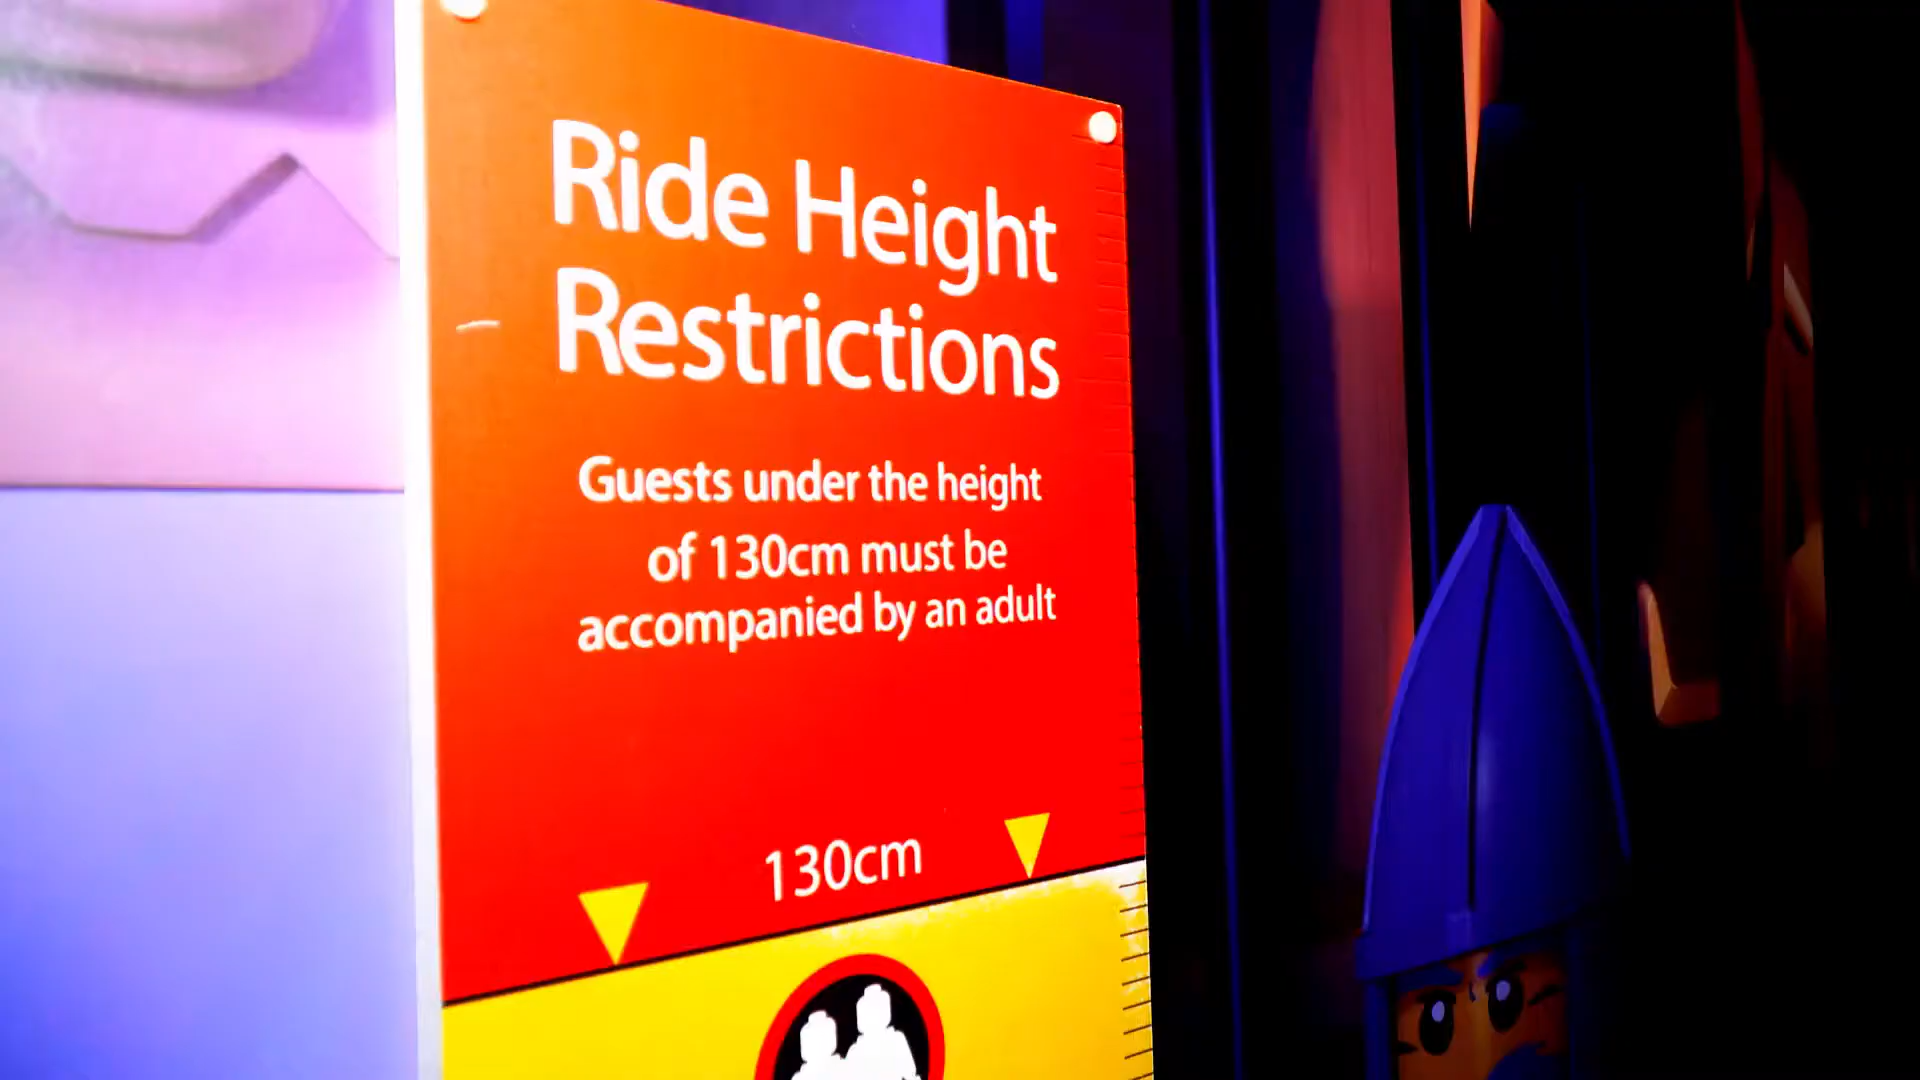 Ride Height
Restrictions
Guests under the height
of 130cm must be
accompanied by an adult
130cm